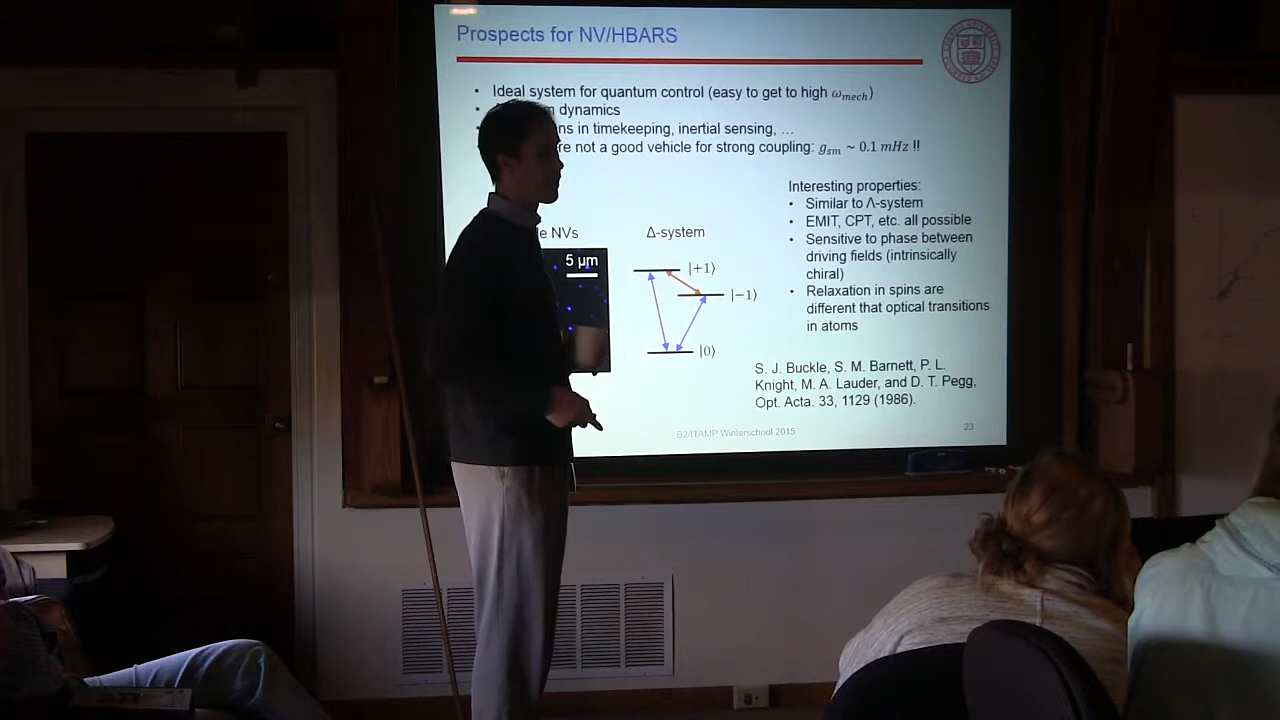 Prospects for NV/HBARS
• Ideal system for quantum control (easy to get to high ω_mech)
• dynamics
in timekeeping, inertial sensing, …
not a good vehicle for strong coupling: g_sm ~ 0.1 mHz !!
Interesting properties:
• Similar to Λ-system
• EMIT, CPT, etc. all possible
• Sensitive to phase between
driving fields (intrinsically
chiral)
• Relaxation in spins are
different that optical transitions
in atoms
NVs
5 µm
Δ-system
|+1⟩
|−1⟩
|0⟩
S. J. Buckle, S. M. Barnett, P. L.
Knight, M. A. Lauder, and D. T. Pegg,
Opt. Acta. 33, 1129 (1986).
B2/ITAMP Winterschool 2015
23